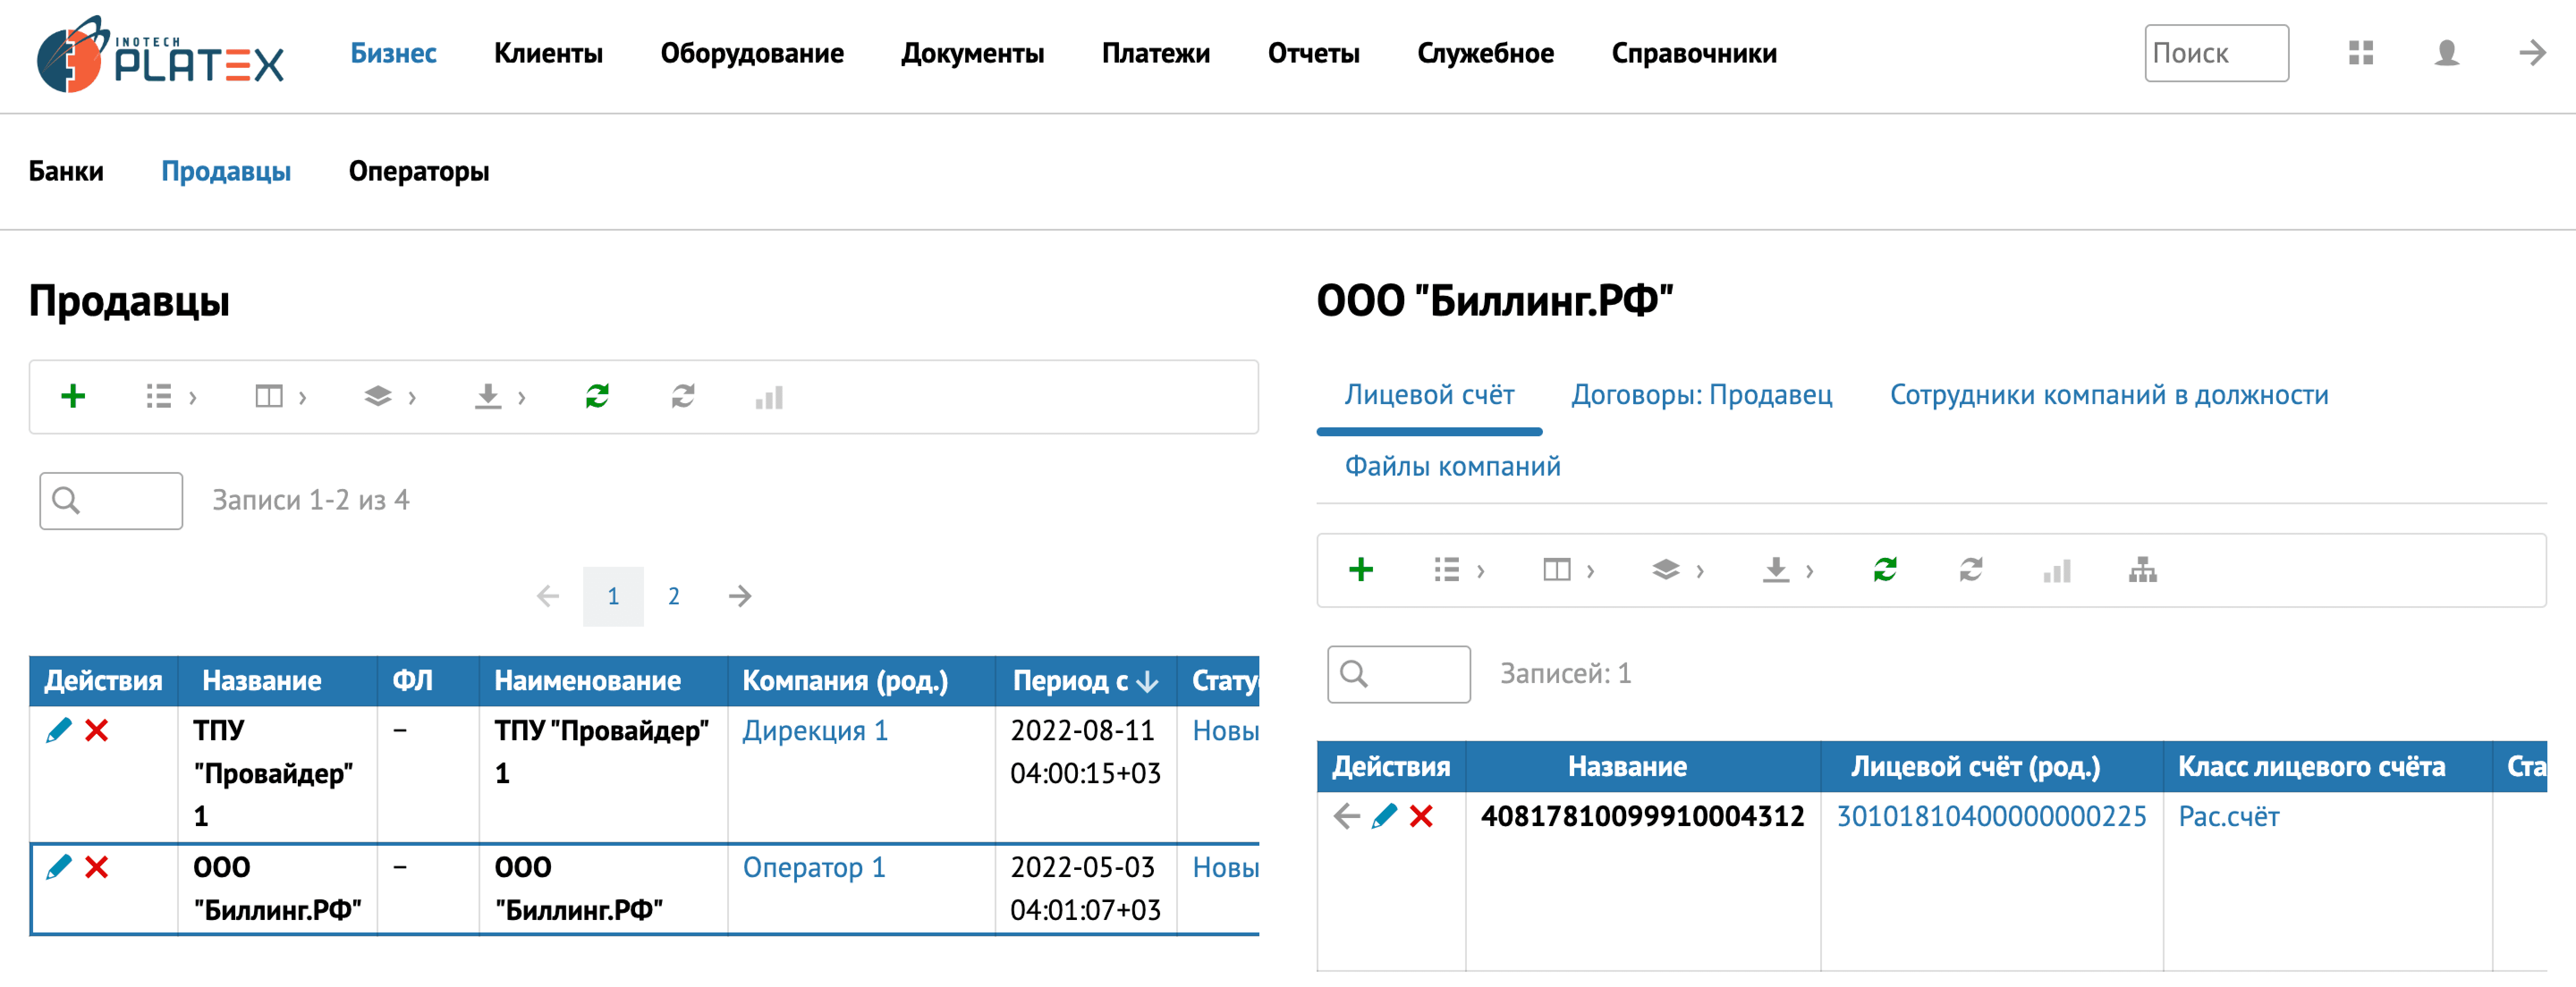 INOTECH
PLATEX
Бизнес Клиенты Оборудование Документы Платежи Отчеты Служебное Справочники Поиск
Банки Продавцы Операторы
Продавцы
Записи 1-2 из 4
1 2
Действия Название ФЛ Наименование Компания (род.) Период с Стату
ТПУ – ТПУ "Провайдер" Дирекция 1 2022-08-11 Новы
"Провайдер" 1 04:00:15+03
1
ООО – ООО Оператор 1 2022-05-03 Новы
"Биллинг.РФ" "Биллинг.РФ" 04:01:07+03
ООО "Биллинг.РФ"
Лицевой счёт Договоры: Продавец Сотрудники компаний в должности
Файлы компаний
Записей: 1
Действия Название Лицевой счёт (род.) Класс лицевого счёта Ста
40817810099910004312 30101810400000000225 Рас.счёт